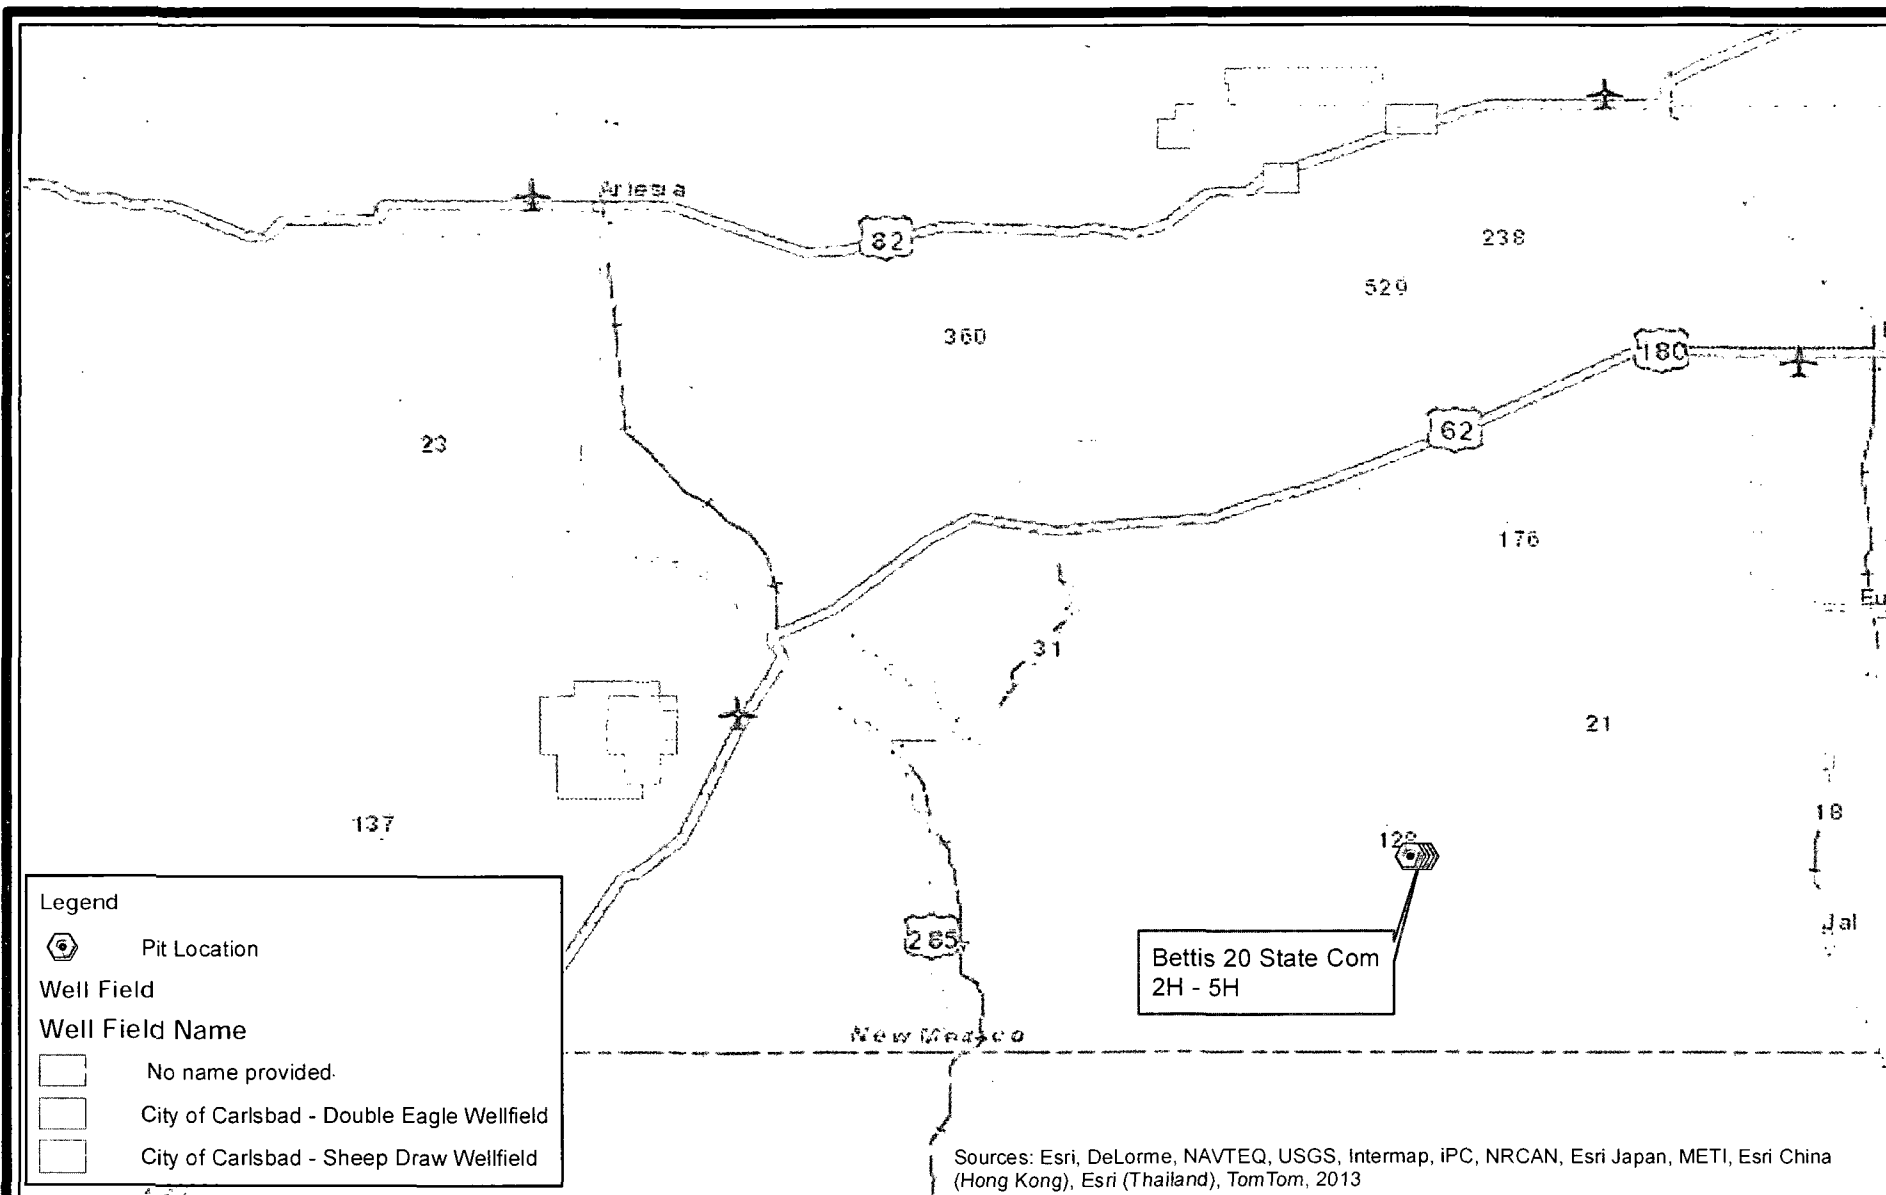 Artesia
82
238
529
360
180
62
23
176
Eu
31
21
137
128
18
Jal
285
Bettis 20 State Com
2H - 5H
New Mexico
Legend
Pit Location
Well Field
Well Field Name
No name provided
City of Carlsbad - Double Eagle Wellfield
City of Carlsbad - Sheep Draw Wellfield
Sources: Esri, DeLorme, NAVTEQ, USGS, Intermap, iPC, NRCAN, Esri Japan, METI, Esri China
(Hong Kong), Esri (Thailand), TomTom, 2013